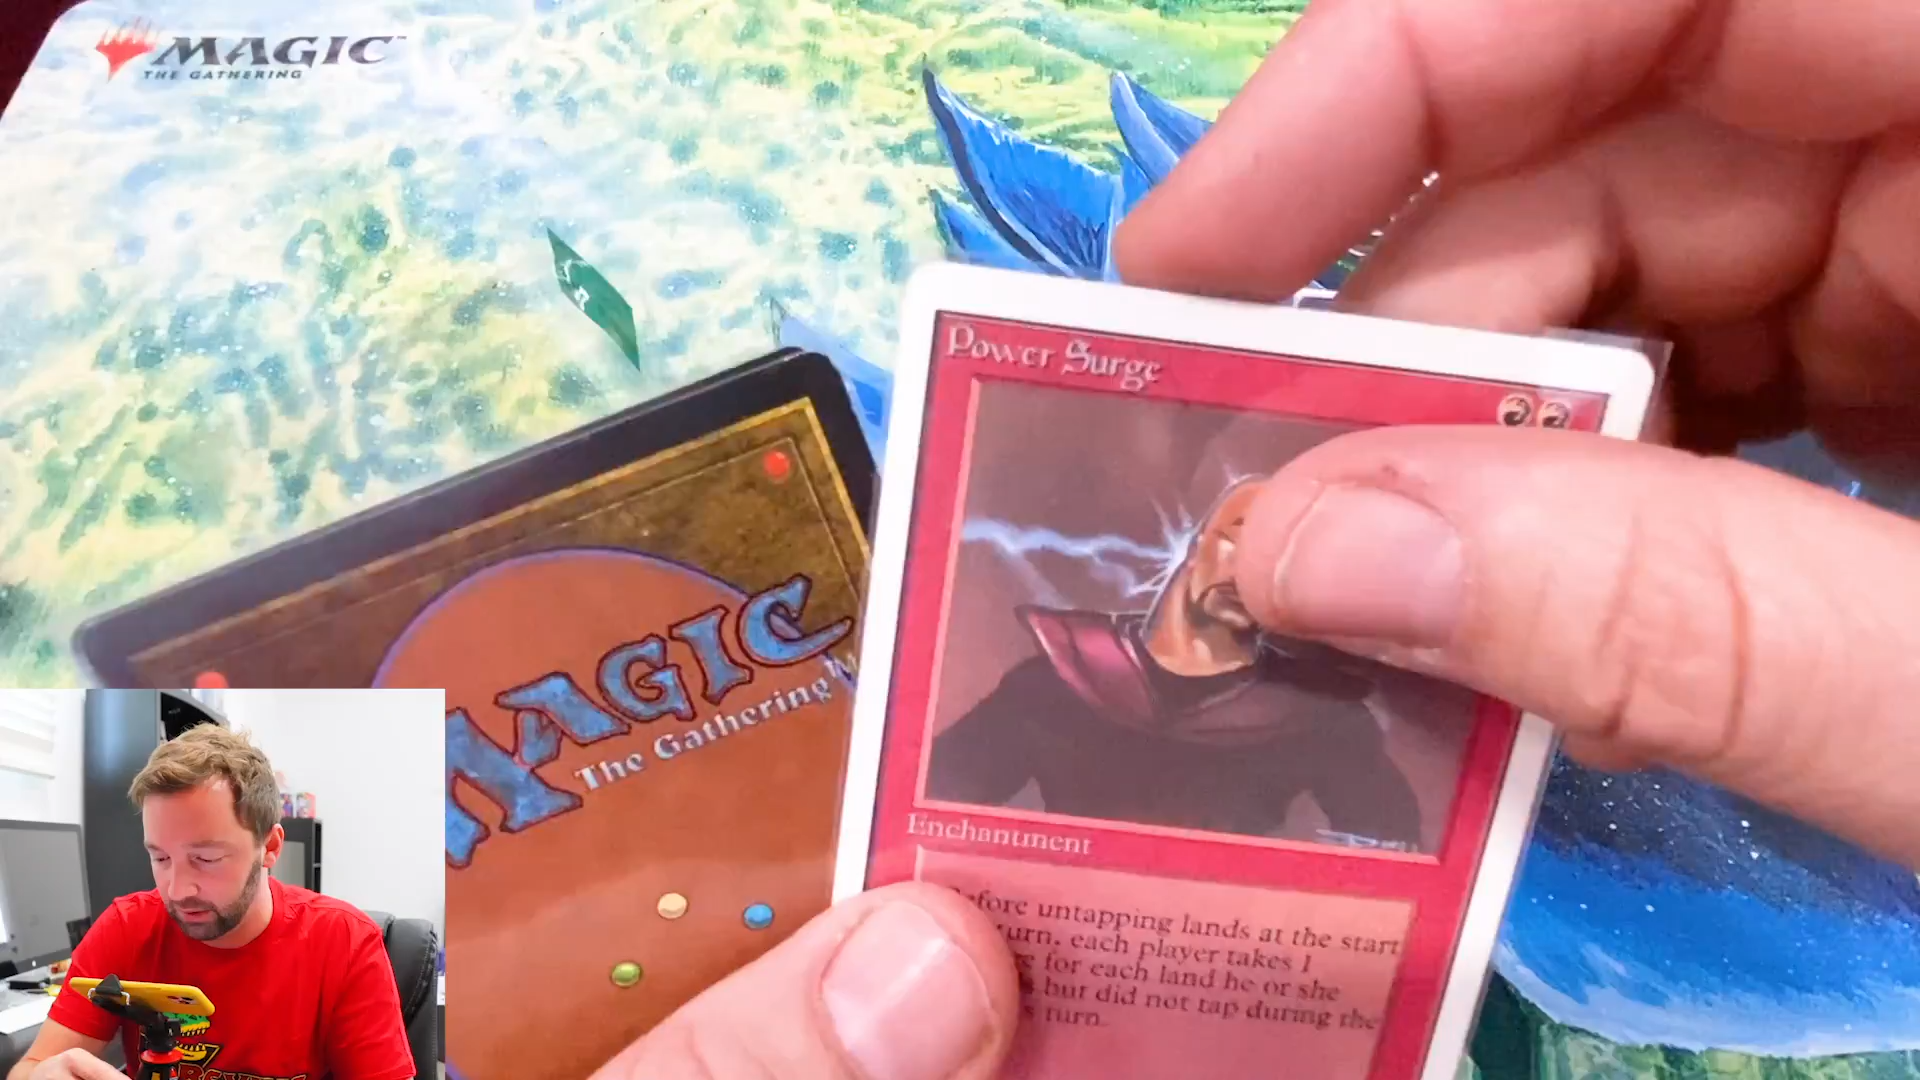 MAGIC
THE GATHERING
Power Surge
MAGIC
The Gathering
Enchantment
untapping lands at the start
turn, each player takes 1
for each land he or she
but did not tap during the
turn.